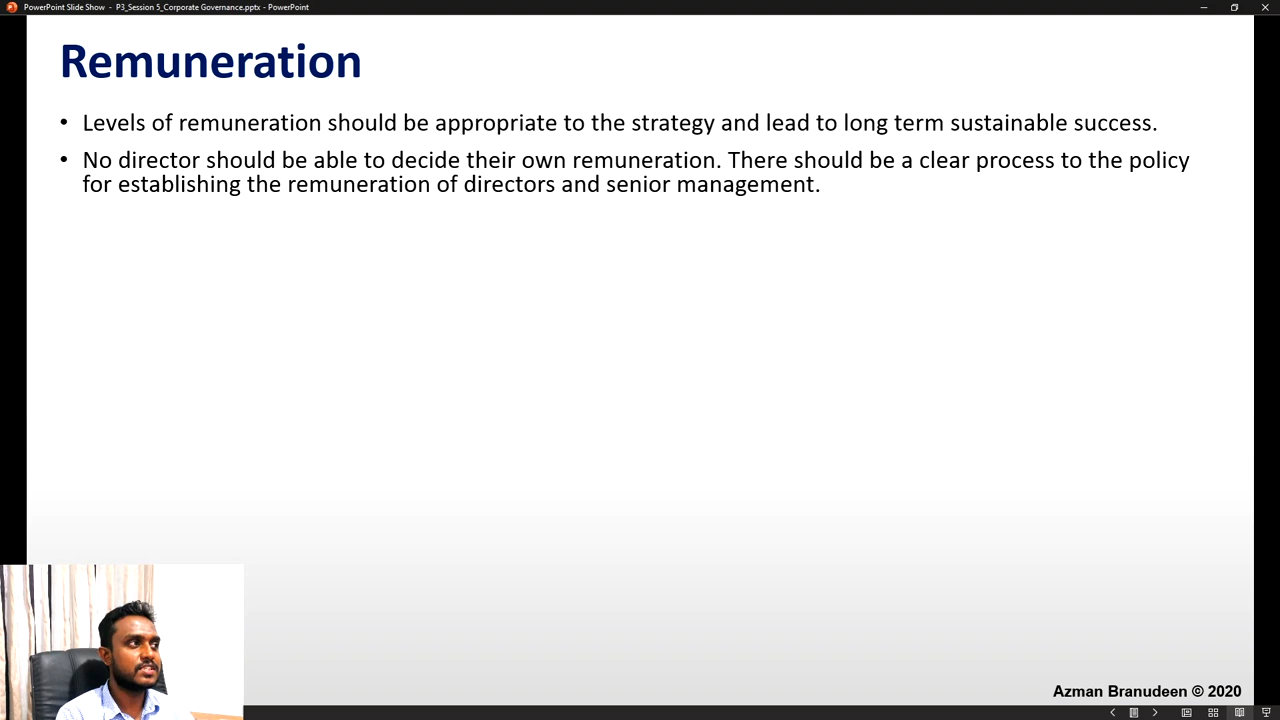 PowerPoint Slide Show - P3_Session 5_Corporate Governance.pptx - PowerPoint
Remuneration
• Levels of remuneration should be appropriate to the strategy and lead to long term sustainable success.
• No director should be able to decide their own remuneration. There should be a clear process to the policy
for establishing the remuneration of directors and senior management.
Azman Branudeen © 2020